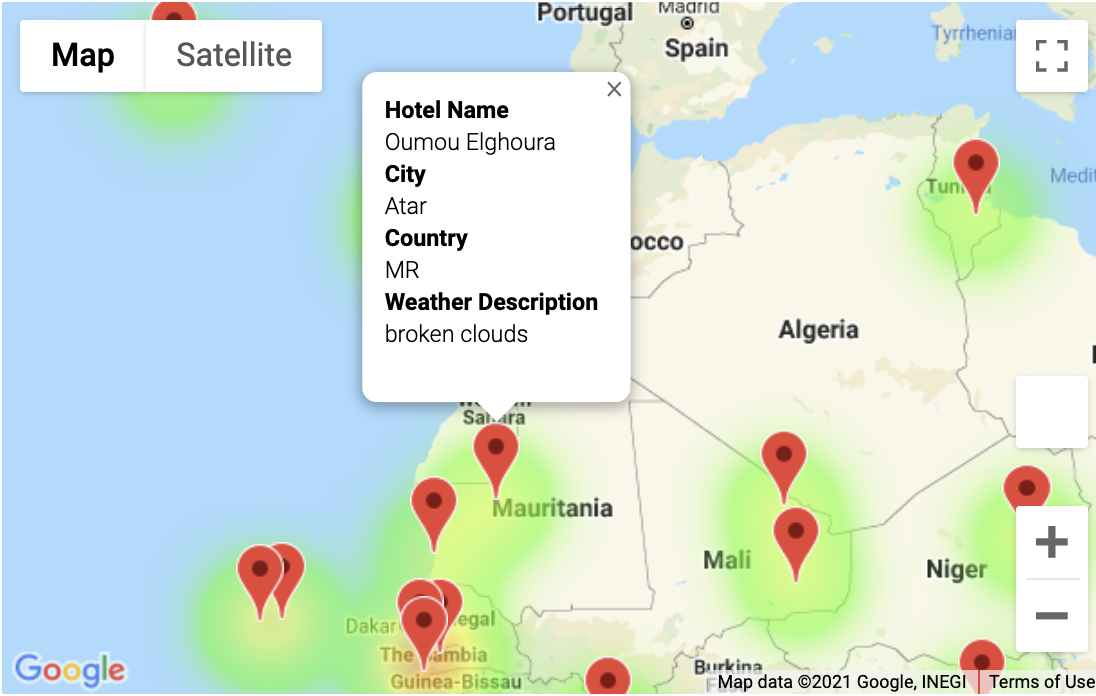 Map
Satellite
Portugal
Madrid
Spain
Tyrrhenian
Hotel Name
Oumou Elghoura
City
Atar
Country
MR
Weather Description
broken clouds
occo
Algeria
Medit
Sahara
Mauritania
Mali
Niger
Dakar
egal
The Gambia
Guinea-Bissau
Burkina
Google
Map data ©2021 Google, INEGI
Terms of Use